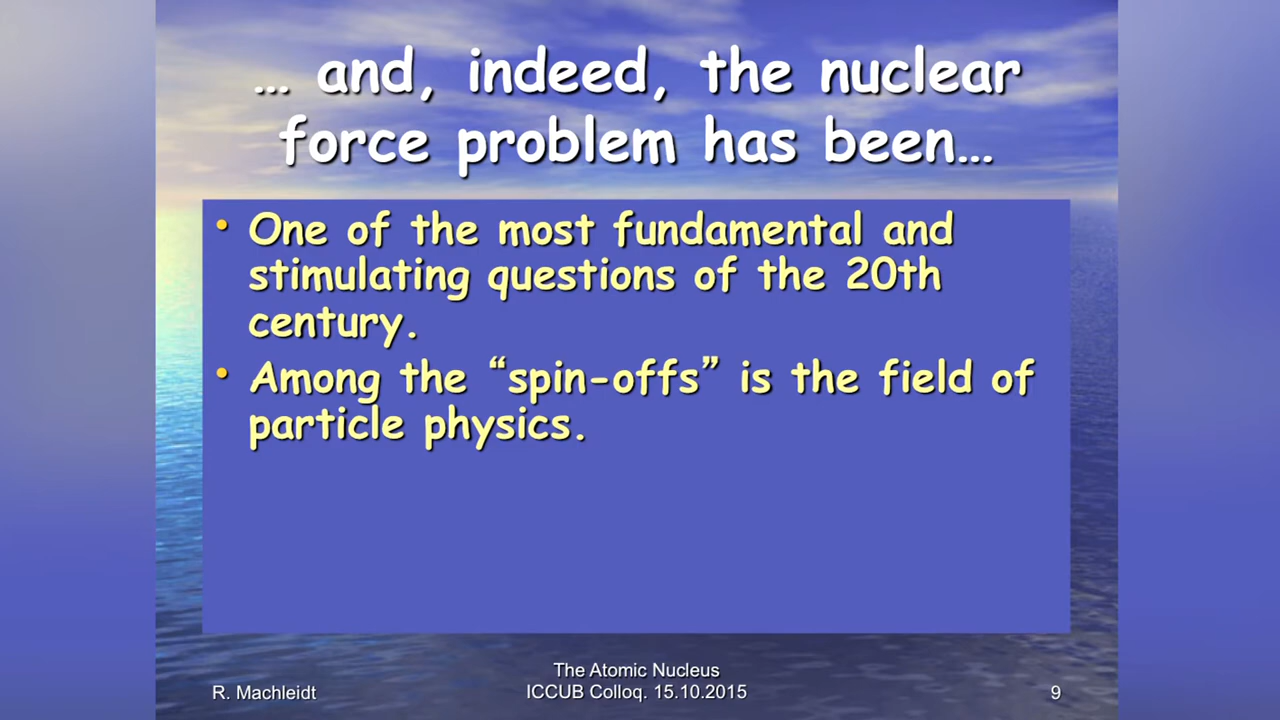 … and, indeed, the nuclear
force problem has been…
• One of the most fundamental and
stimulating questions of the 20th
century.
• Among the “spin-offs” is the field of
particle physics.
R. Machleidt
The Atomic Nucleus
ICCUB Colloq. 15.10.2015
9